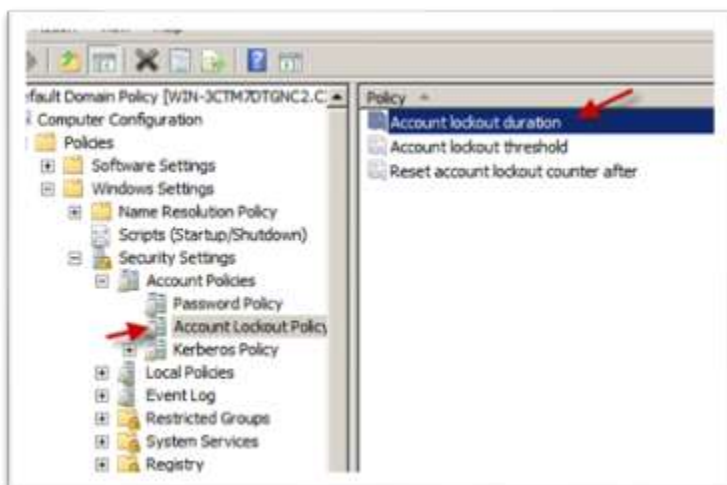 fault Domain Policy [WIN-3CTM7DTGNC2.C
Computer Configuration
Policies
Software Settings
Windows Settings
Name Resolution Policy
Scripts (Startup/Shutdown)
Security Settings
Account Policies
Password Policy
Account Lockout Policy
Kerberos Policy
Local Policies
Event Log
Restricted Groups
System Services
Registry
Policy
Account lockout duration
Account lockout threshold
Reset account lockout counter after